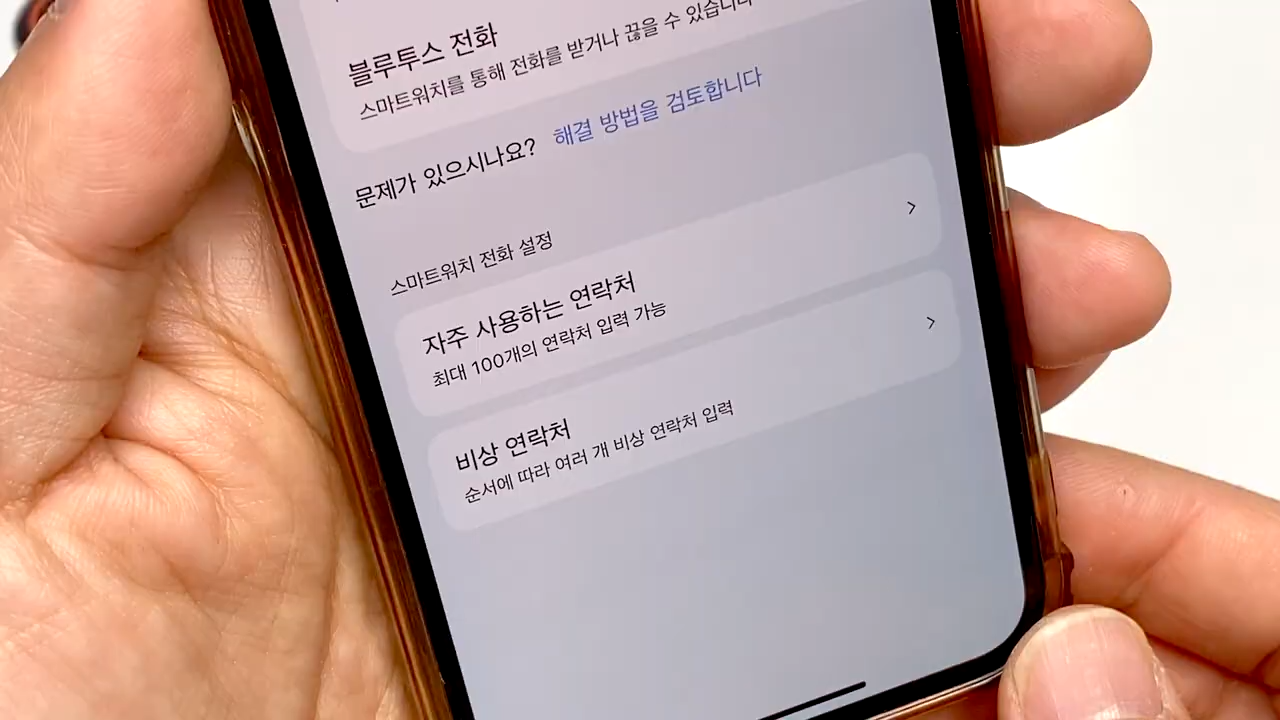 블루투스 전화
스마트워치를 통해 전화를 받거나 끊을 수 있습니다
문제가 있으시나요? 해결 방법을 검토합니다
스마트워치 전화 설정
자주 사용하는 연락처
최대 100개의 연락처 입력 가능
비상 연락처
순서에 따라 여러 개 비상 연락처 입력